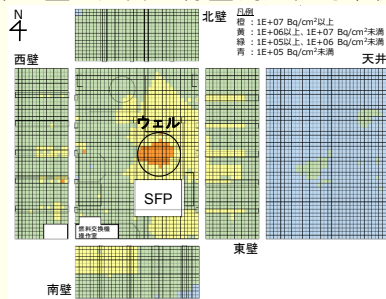 N
北壁
凡例
橙 : 1E+07 Bq/cm²以上
黄 : 1E+06以上、1E+07 Bq/cm²未満
緑 : 1E+05以上、1E+06 Bq/cm²未満
青 : 1E+05 Bq/cm²未満
西壁
天井
ウェル
SFP
燃料交換機
操作室
東壁
南壁